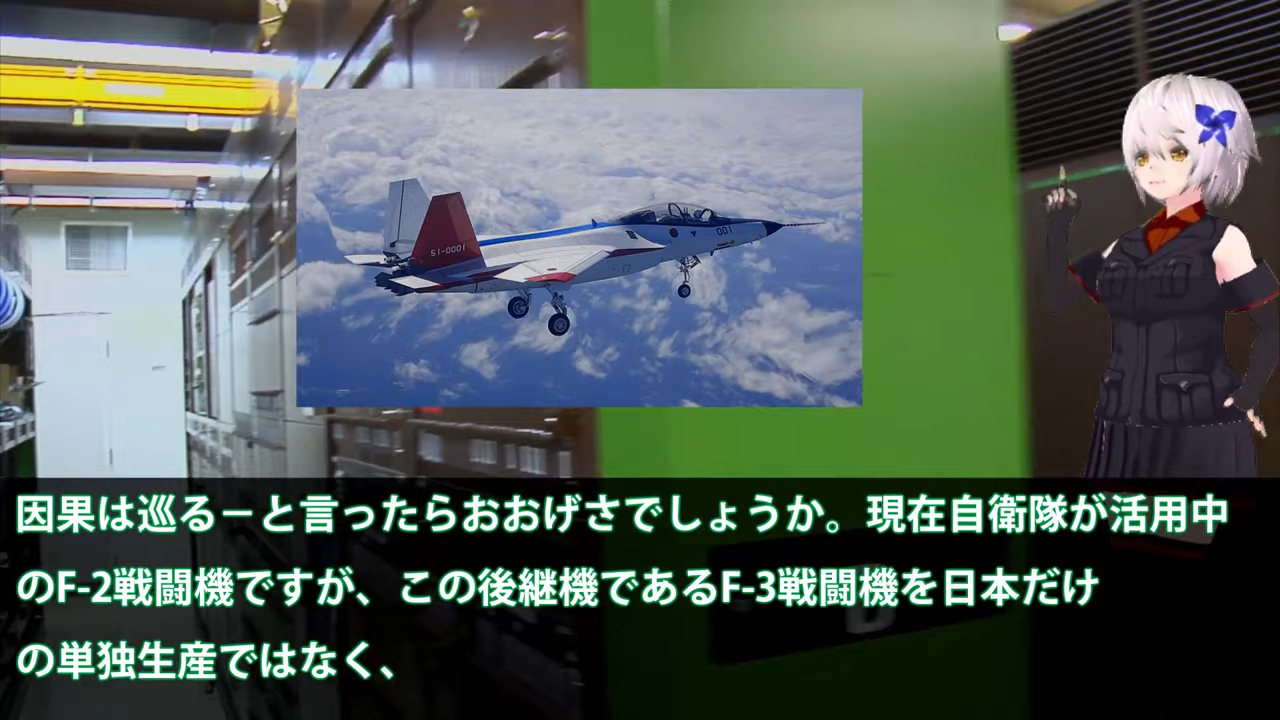 001
51-0001
因果は巡る－と言ったらおおげさでしょうか。現在自衛隊が活用中
のF-2戦闘機ですが、この後継機であるF-3戦闘機を日本だけ
の単独生産ではなく、